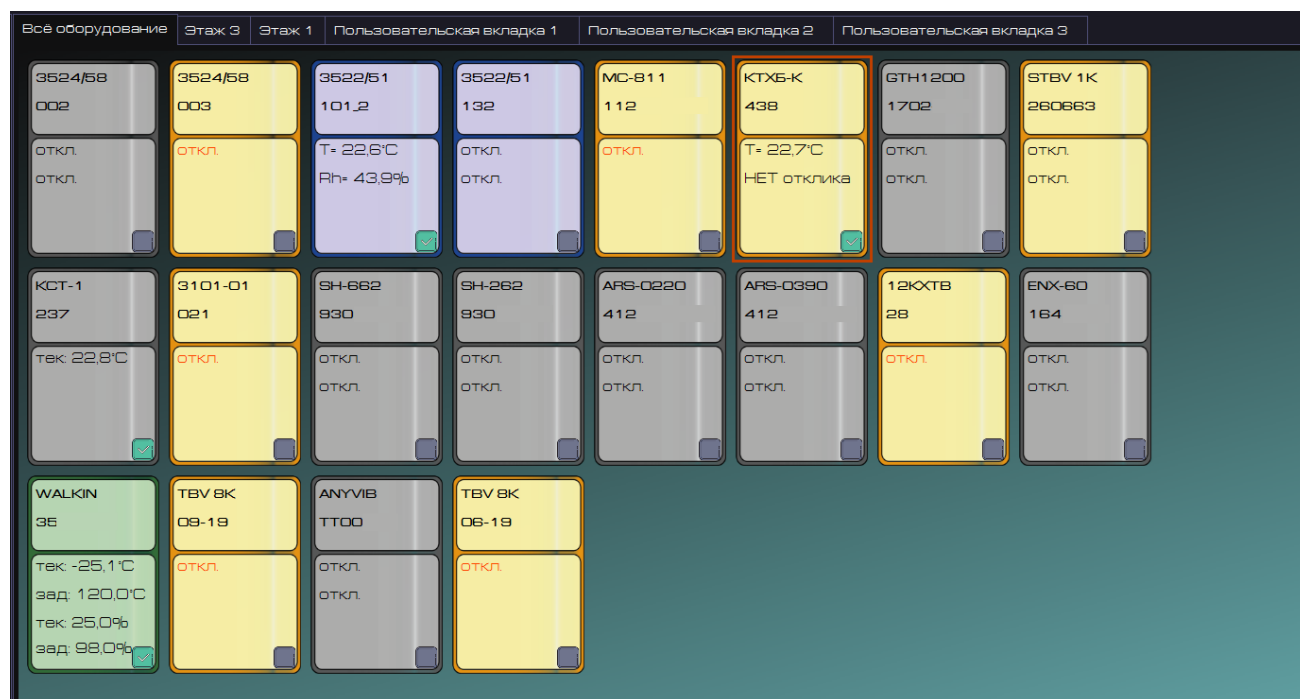 Всё оборудование Этаж 3 Этаж 1 Пользовательская вкладка 1 Пользовательская вкладка 2 Пользовательская вкладка 3
3524/58 3524/58 3522/51 3522/51 МС-811 КТХБ-К GTH1200 STBV 1K
002 003 101_2 132 112 438 1702 260663
откл. откл. T= 22,6°C откл. откл. T= 22,7°C откл. откл.
откл. Rh= 43,9% откл. НЕТ отклика откл. откл.
КСТ-1 3101-01 SH-662 SH-262 ARS-0220 ARS-0390 12КХТВ ENX-60
237 021 930 930 412 412 28 164
тек: 22,8°C откл. откл. откл. откл. откл. откл. откл.
откл. откл. откл. откл. откл.
WALKIN TBV 8K ANYVIB TBV 8K
35 09-19 TT00 06-19
тек: -25,1°C откл. откл. откл.
зад: 120,0°C откл.
тек: 25,0%
зад: 98,0%